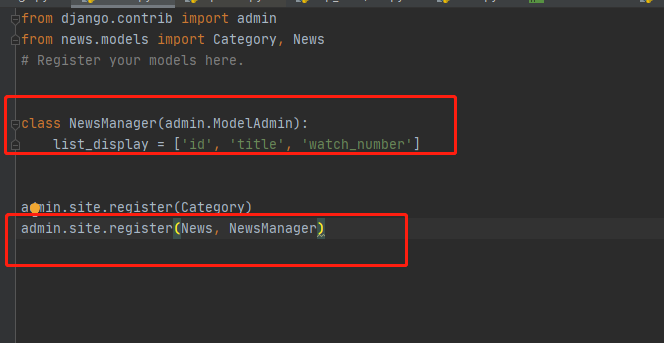 from django.contrib import admin
from news.models import Category, News
# Register your models here.
class NewsManager(admin.ModelAdmin):
    list_display = ['id', 'title', 'watch_number']
admin.site.register(Category)
admin.site.register(News, NewsManager)